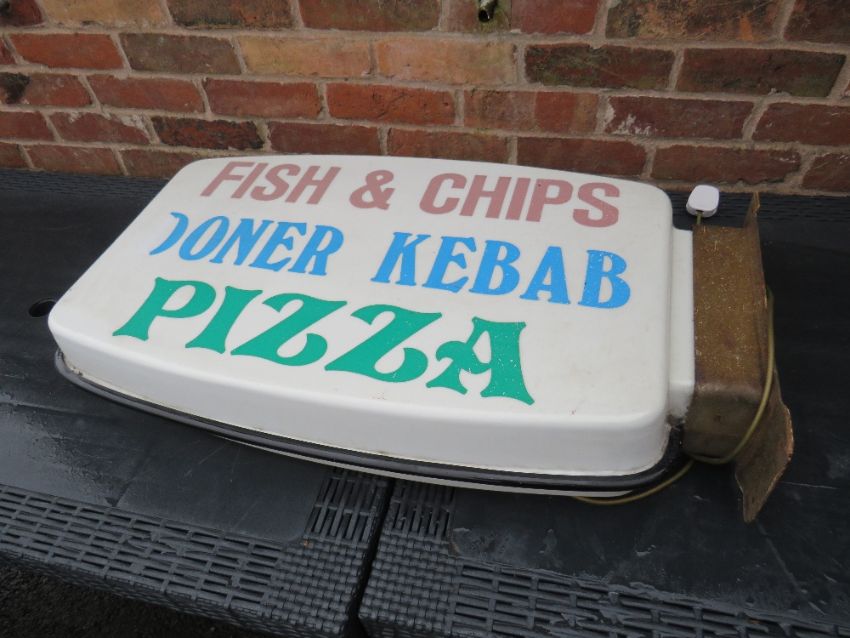 FISH & CHIPS
DONER KEBAB
PIZZA